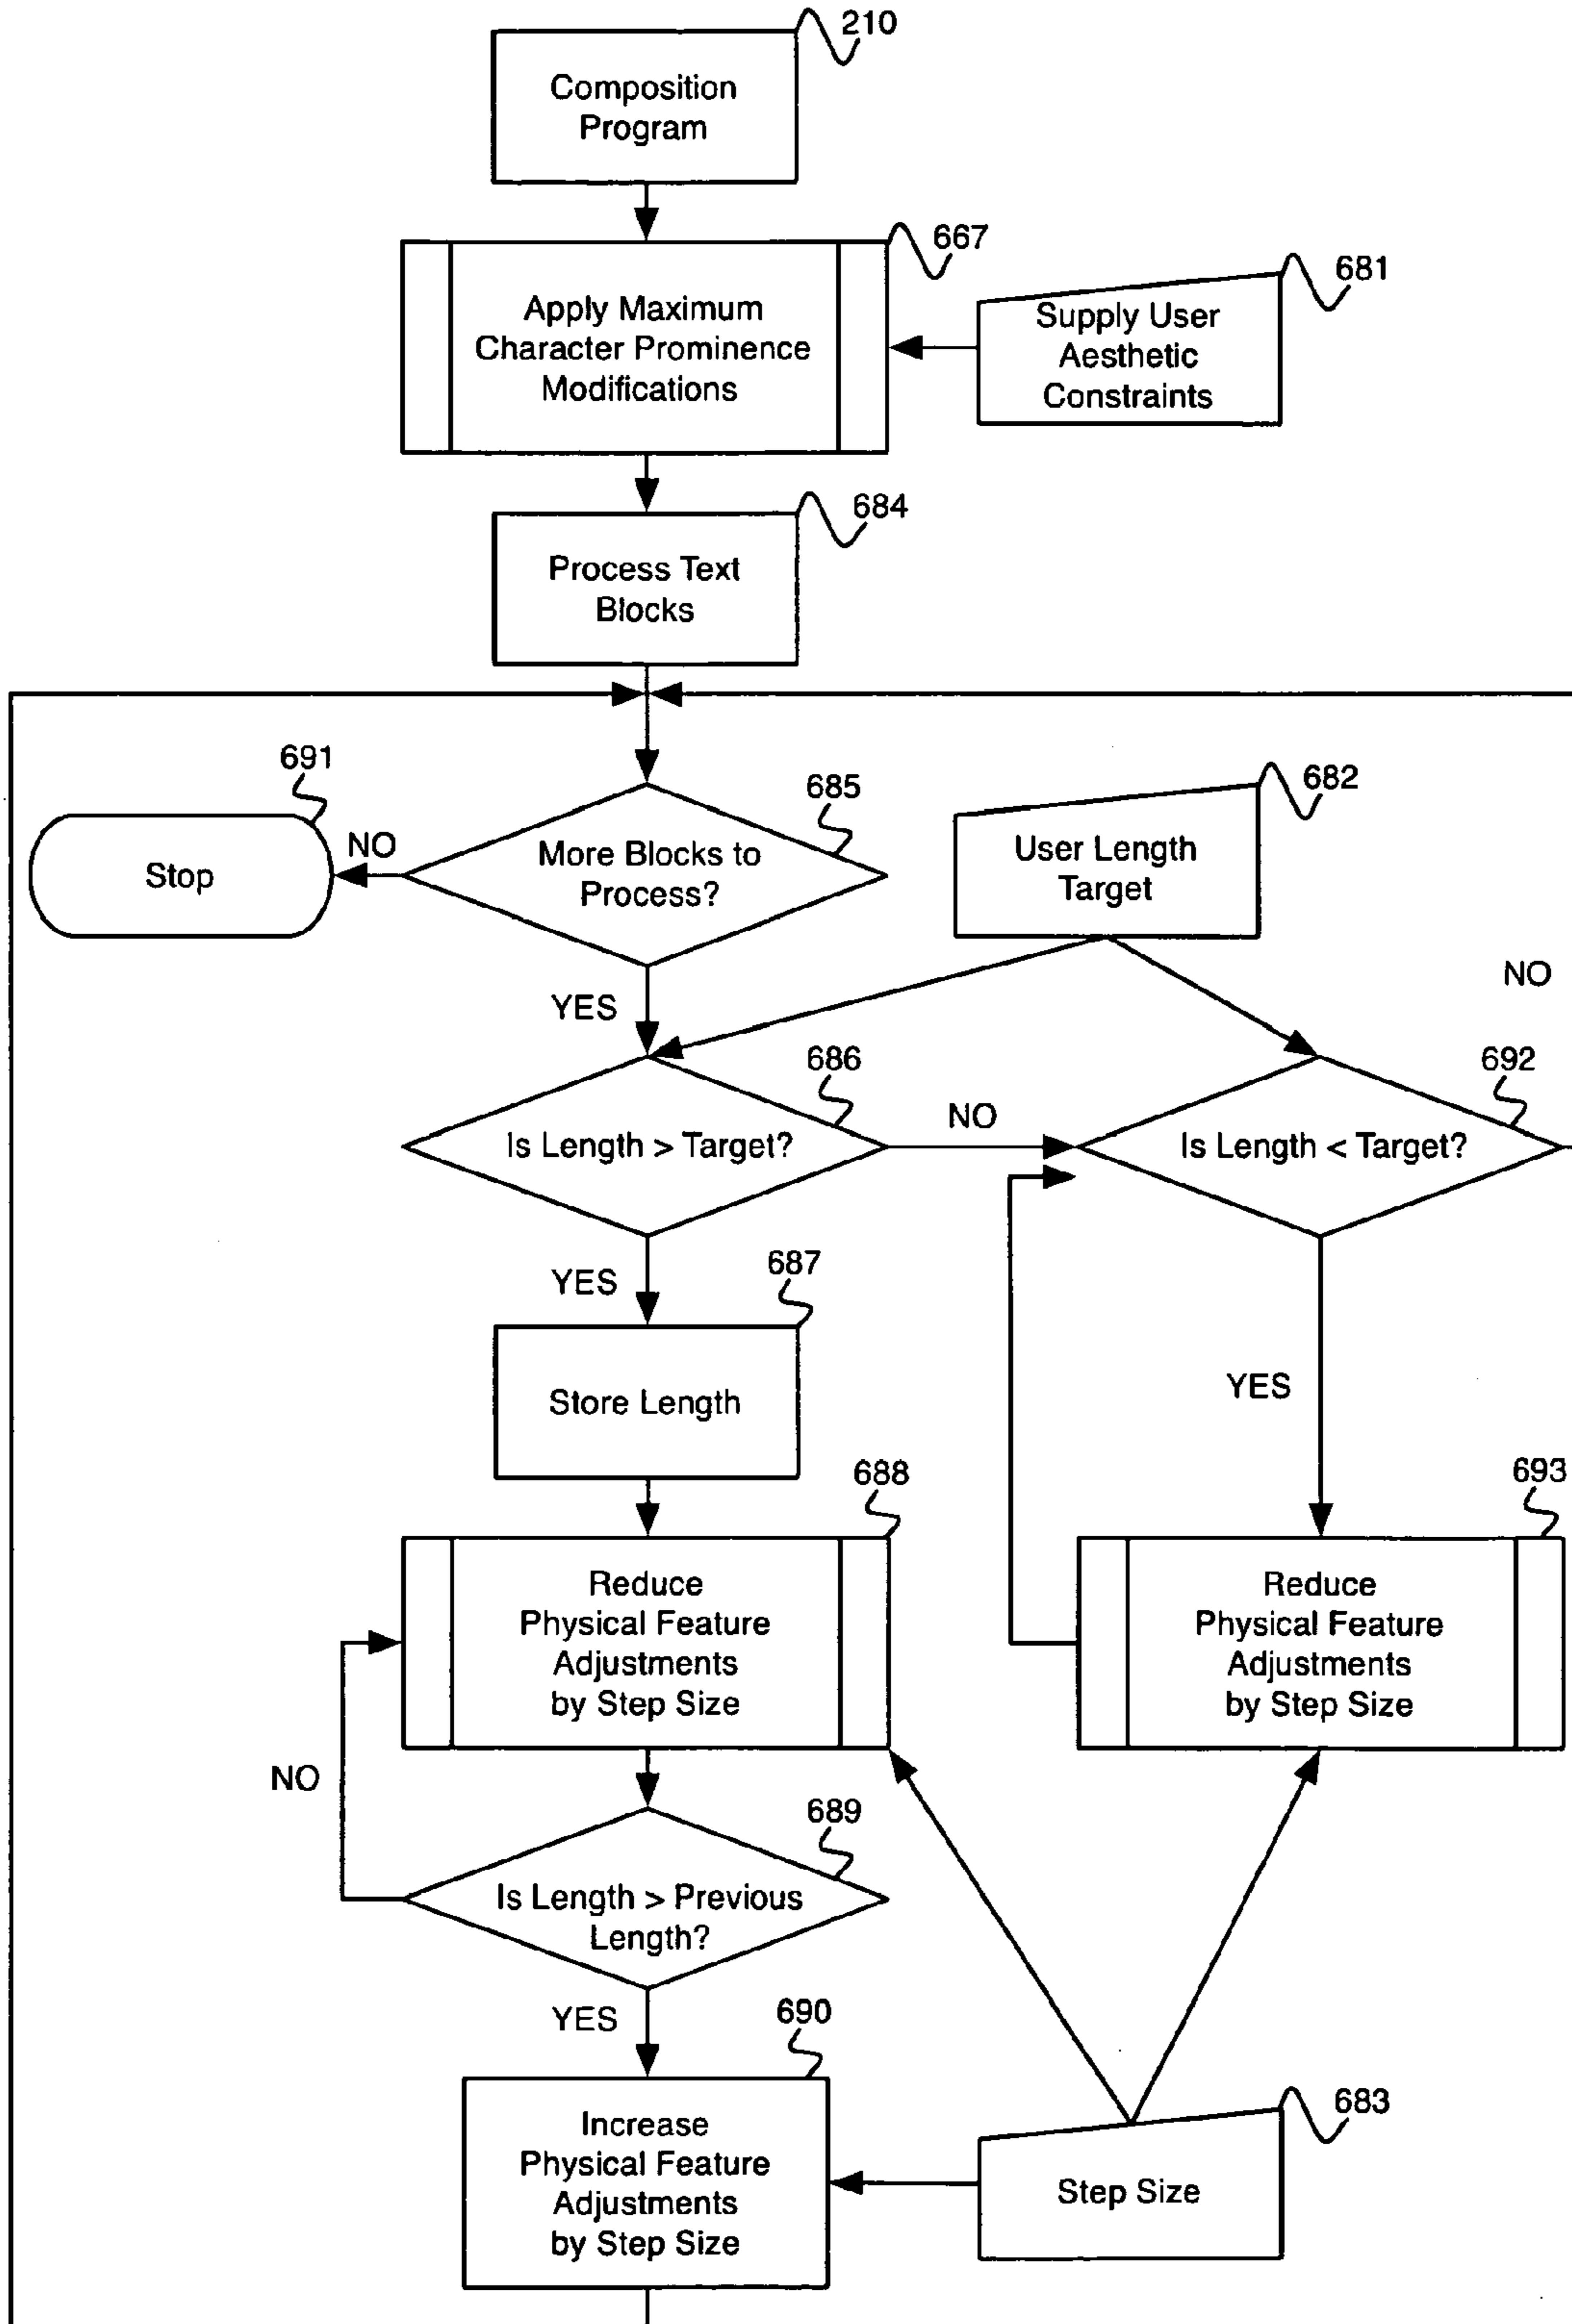 210
Composition
Program
667
Apply Maximum
Character Prominence
Modifications
681
Supply User
Aesthetic
Constraints
684
Process Text
Blocks
691
Stop
NO
685
More Blocks to
Process?
682
User Length
Target
NO
YES
686
Is Length > Target?
NO
692
Is Length < Target?
YES
687
Store Length
YES
688
Reduce
Physical Feature
Adjustments
by Step Size
693
Reduce
Physical Feature
Adjustments
by Step Size
NO
689
Is Length > Previous
Length?
YES
690
Increase
Physical Feature
Adjustments
by Step Size
683
Step Size